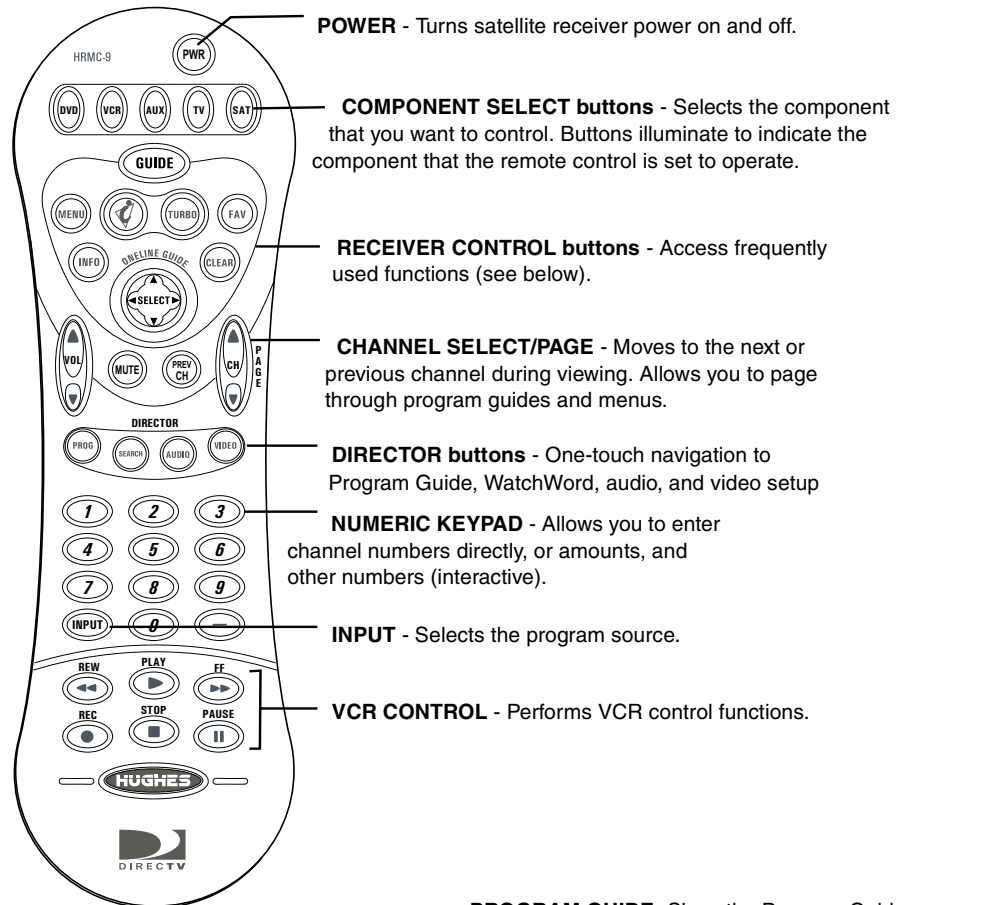 POWER - Turns satellite receiver power on and off.
HRMC-9
PWR
DVD VCR AUX TV SAT
COMPONENT SELECT buttons - Selects the component
that you want to control. Buttons illuminate to indicate the
component that the remote control is set to operate.
GUIDE
MENU i TURBO FAV
INFO ONELINE GUIDE CLEAR
SELECT
RECEIVER CONTROL buttons - Access frequently
used functions (see below).
VOL MUTE PREV CH CH PAGE
CHANNEL SELECT/PAGE - Moves to the next or
previous channel during viewing. Allows you to page
through program guides and menus.
DIRECTOR
PROG SEARCH AUDIO VIDEO
DIRECTOR buttons - One-touch navigation to
Program Guide, WatchWord, audio, and video setup
1 2 3
4 5 6
7 8 9
INPUT 0 —
NUMERIC KEYPAD - Allows you to enter
channel numbers directly, or amounts, and
other numbers (interactive).
INPUT - Selects the program source.
REW PLAY FF
REC STOP PAUSE
VCR CONTROL - Performs VCR control functions.
HUGHES
DIRECTV